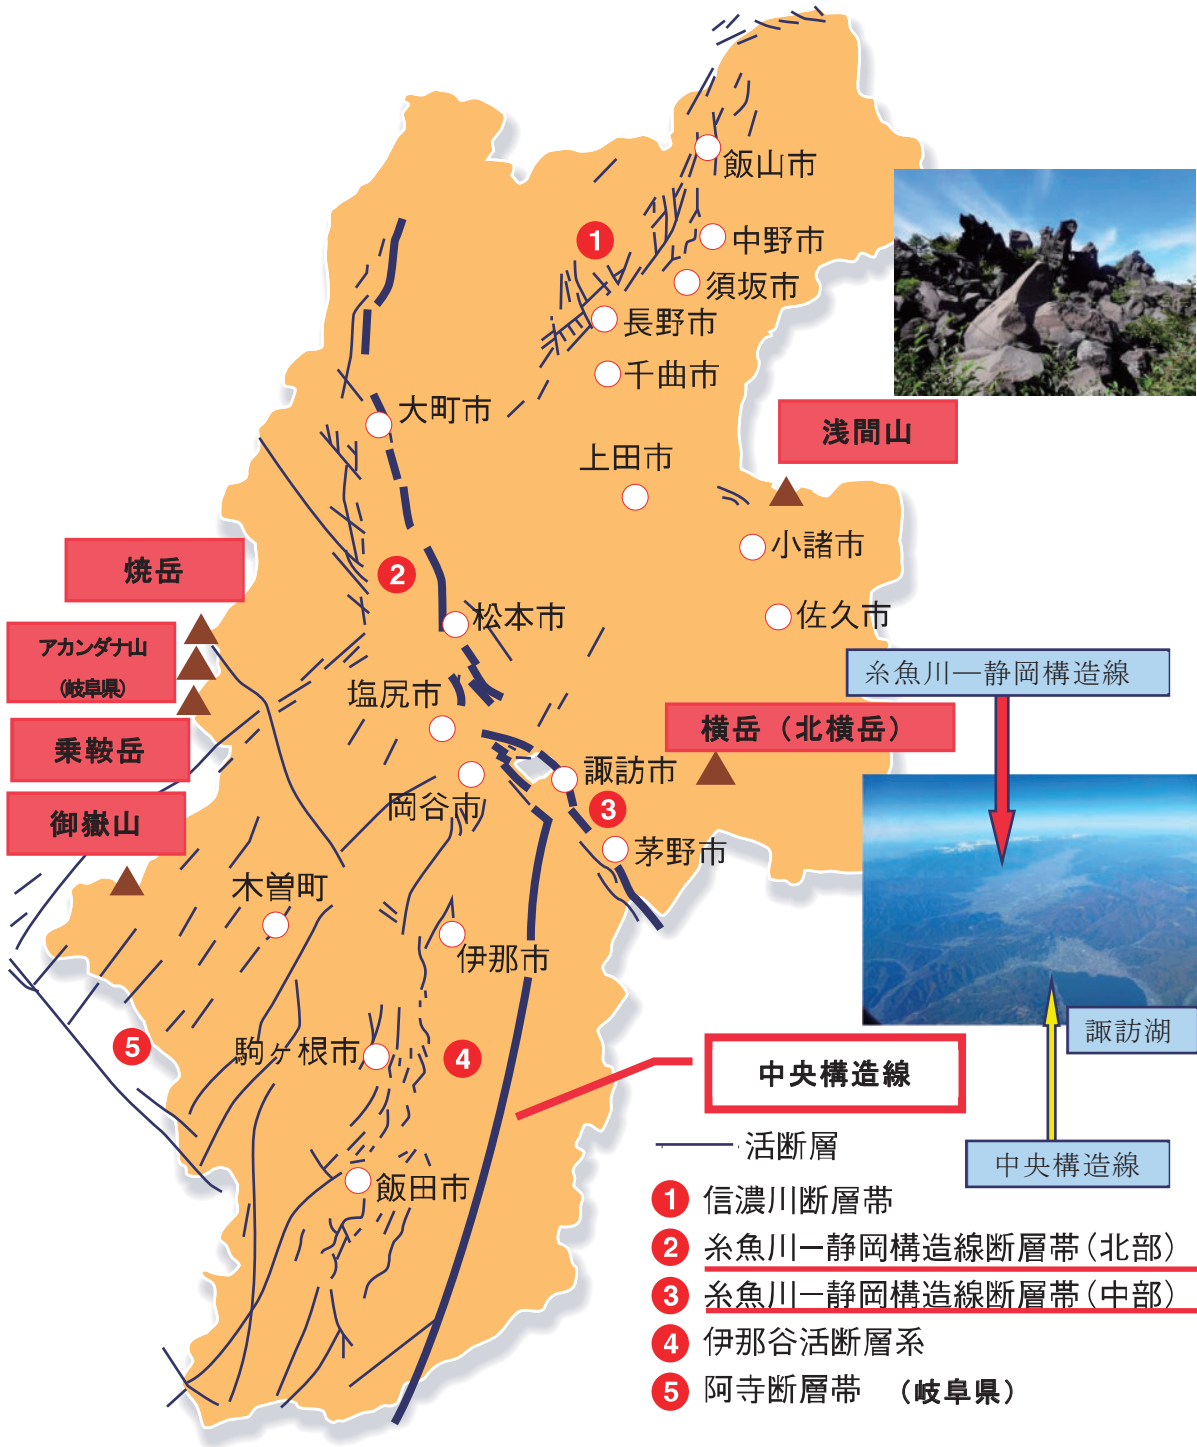 飯山市
1
中野市
須坂市
長野市
千曲市
大町市
浅間山
上田市
小諸市
焼岳
2
松本市
佐久市
アカンダナ山
(岐阜県)
糸魚川―静岡構造線
塩尻市
横岳（北横岳）
乗鞍岳
諏訪市
岡谷市
3
御嶽山
茅野市
木曽町
伊那市
諏訪湖
5
駒ヶ根市
4
中央構造線
活断層
中央構造線
飯田市
1 信濃川断層帯
2 糸魚川－静岡構造線断層帯（北部）
3 糸魚川－静岡構造線断層帯（中部）
4 伊那谷活断層系
5 阿寺断層帯 （岐阜県）